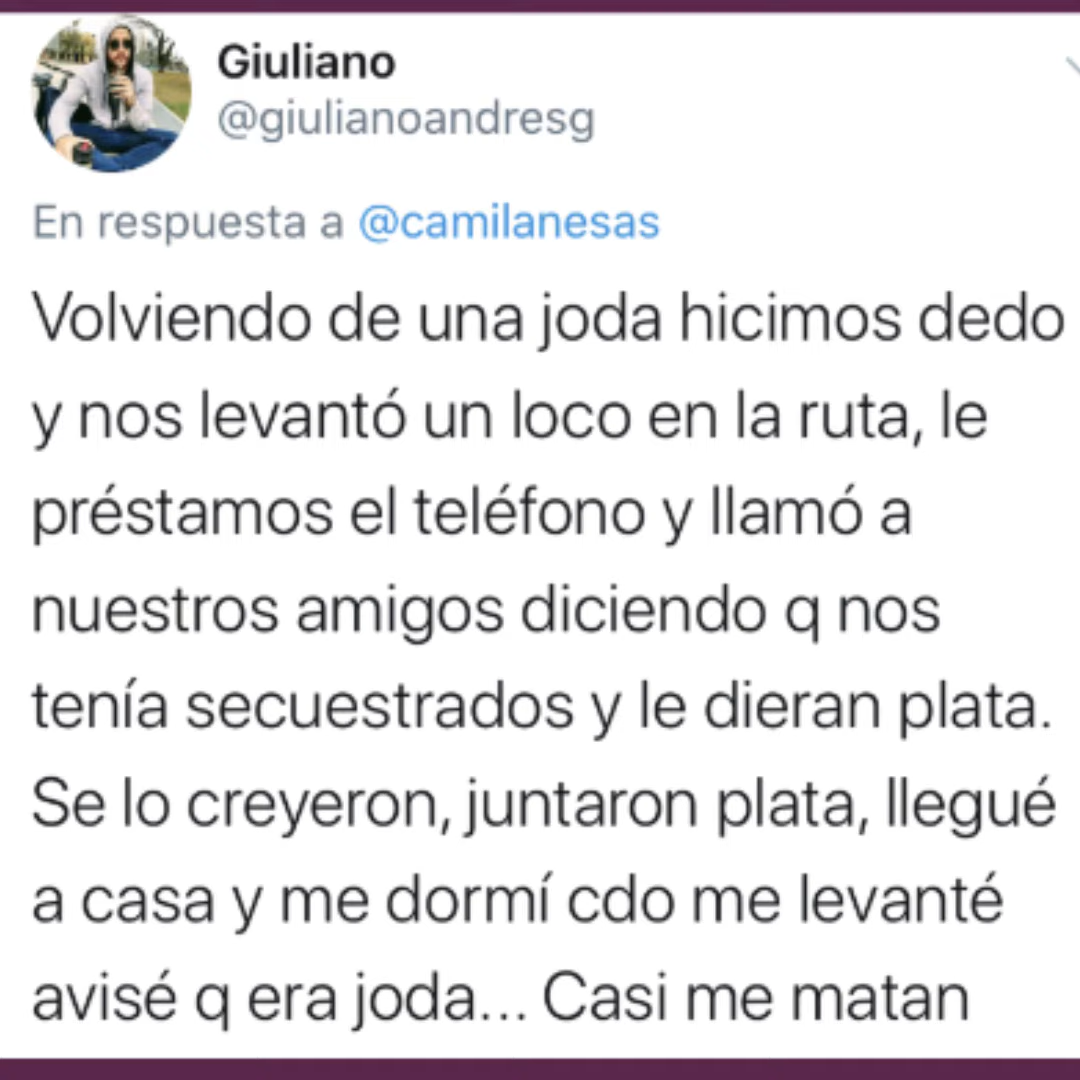 Giuliano
@giulianoandresg
En respuesta a @camilanesas
Volviendo de una joda hicimos dedo
y nos levantó un loco en la ruta, le
préstamos el teléfono y llamó a
nuestros amigos diciendo q nos
tenía secuestrados y le dieran plata.
Se lo creyeron, juntaron plata, llegué
a casa y me dormí cdo me levanté
avisé q era joda... Casi me matan